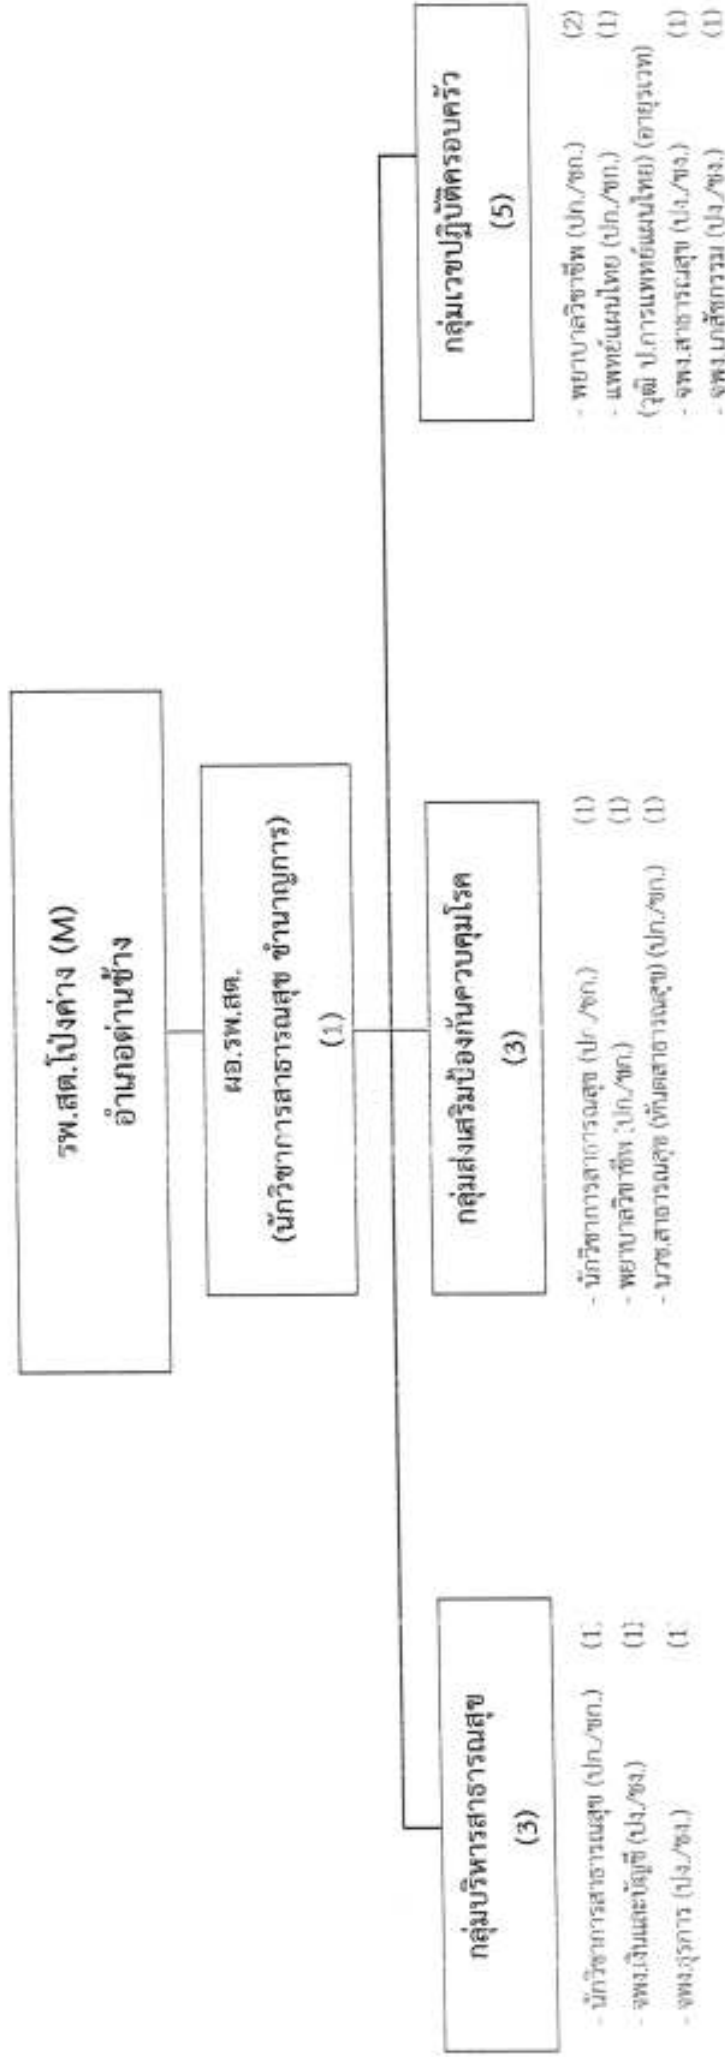 รพ.สต.โป่งค่าง (M)
อำเภอด่านช้าง
ผอ.รพ.สต.
(นักวิชาการสาธารณสุข ชำนาญการ)
(1)
กลุ่มบริหารสาธารณสุข
(3)
- นักวิชาการสาธารณสุข (ปก./ชก.) (1
- จพง.เงินและบัญชี (ปง./ชง.) (1)
- จพง.ธุรการ (ปง./ชง.) (1
กลุ่มส่งเสริมป้องกันควบคุมโรค
(3)
- นักวิชาการสาธารณสุข (ปก./ชก.) (1)
- พยาบาลวิชาชีพ (ปก./ชก.) (1)
- นวช.สาธารณสุข (ทันตสาธารณสุข) (ปก./ชก.) (1)
กลุ่มเวชปฏิบัติครอบครัว
(5)
- พยาบาลวิชาชีพ (ปก./ชก.) (2)
- แพทย์แผนไทย (ปก./ชก.) (1)
(วุฒิ ป.การแพทย์แผนไทย) (อายุรเวท)
- จพง.สาธารณสุข (ปง./ชง.) (1)
- จพง.เภสัชกรรม (ปง./ชง.) (1)